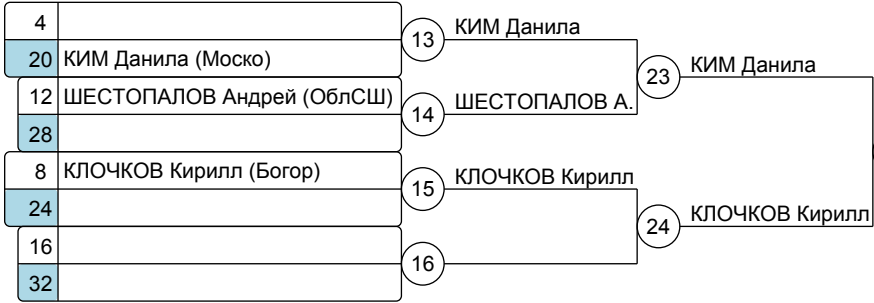 4
20 КИМ Данила (Моско)
12 ШЕСТОПАЛОВ Андрей (ОблСШ)
28
8 КЛОЧКОВ Кирилл (Богор)
24
16
32
13 КИМ Данила
14 ШЕСТОПАЛОВ А.
15 КЛОЧКОВ Кирилл
16
23 КИМ Данила
24 КЛОЧКОВ Кирилл